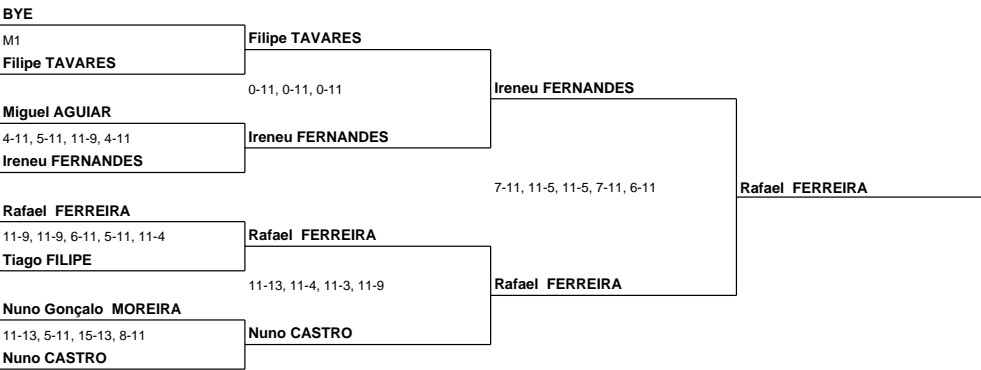 BYE
M1
Filipe TAVARES
Filipe TAVARES
0-11, 0-11, 0-11
Ireneu FERNANDES
Miguel AGUIAR
4-11, 5-11, 11-9, 4-11
Ireneu FERNANDES
Ireneu FERNANDES
7-11, 11-5, 11-5, 7-11, 6-11
Rafael FERREIRA
Rafael FERREIRA
11-9, 11-9, 6-11, 5-11, 11-4
Rafael FERREIRA
Tiago FILIPE
11-13, 11-4, 11-3, 11-9
Rafael FERREIRA
Nuno Gonçalo MOREIRA
11-13, 5-11, 15-13, 8-11
Nuno CASTRO
Nuno CASTRO